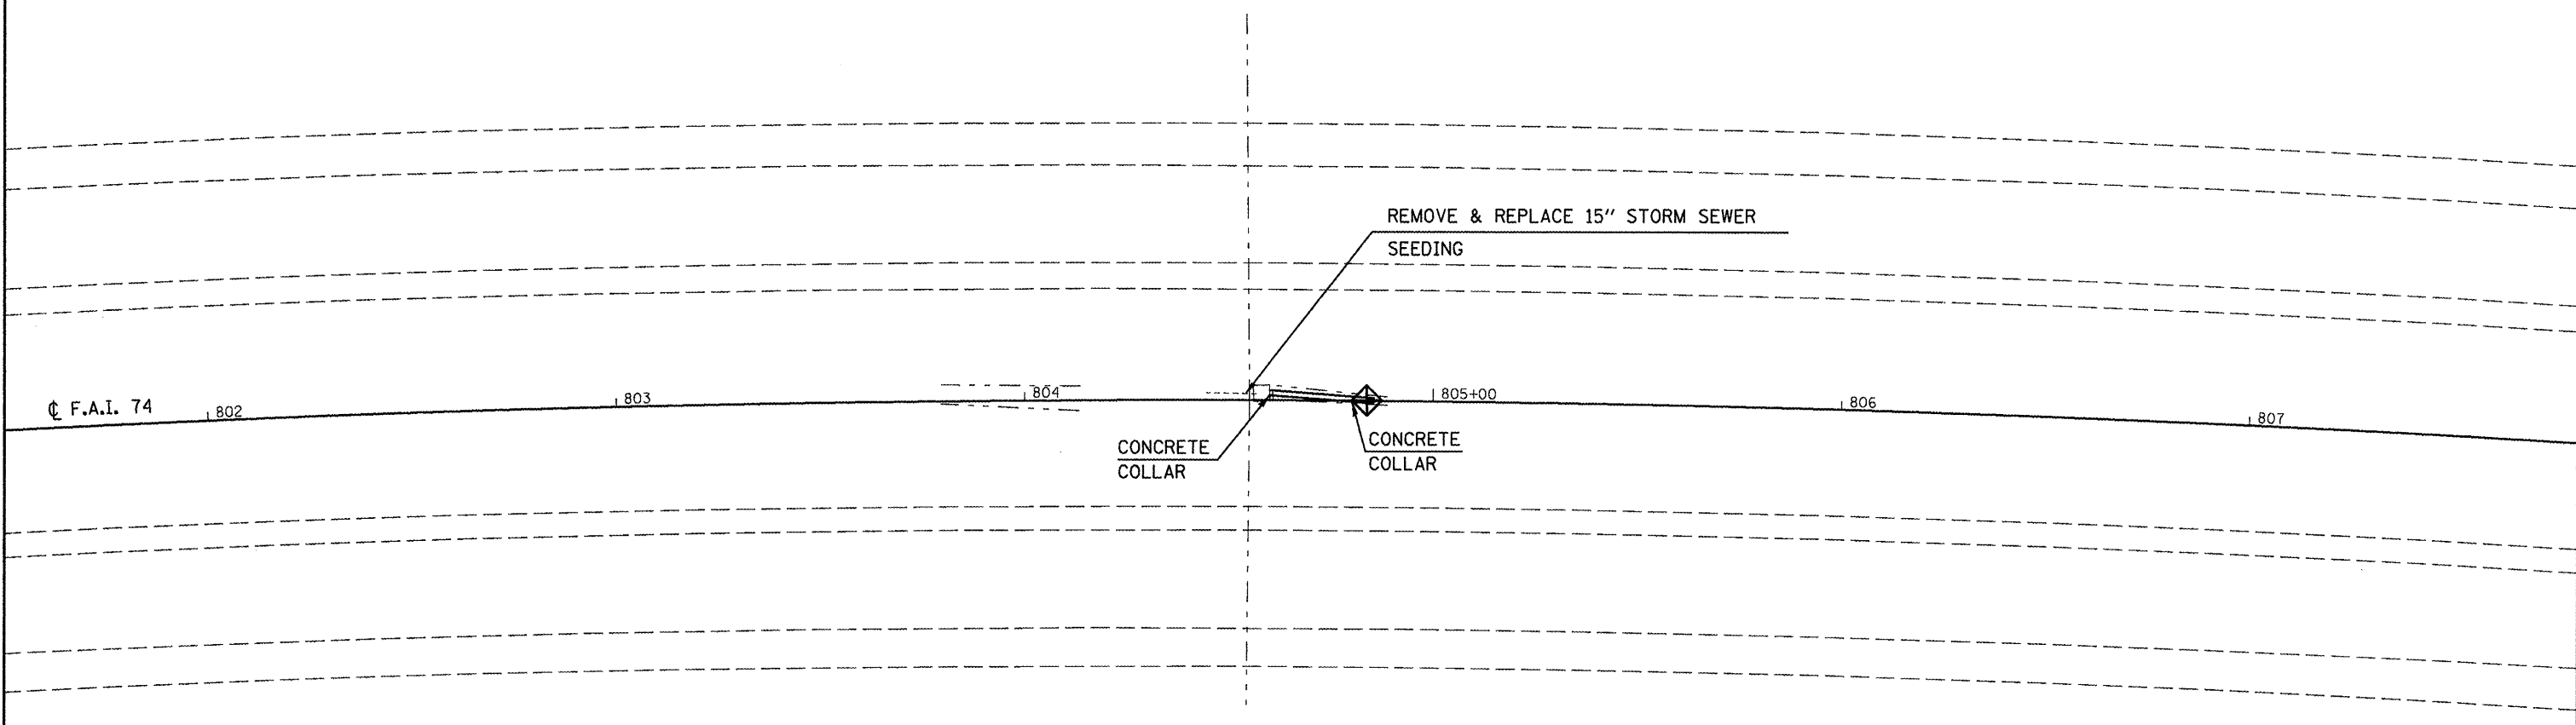 REMOVE & REPLACE 15" STORM SEWER
SEEDING
℄ F.A.I. 74
802
803
804
805+00
806
807
CONCRETE
COLLAR
CONCRETE
COLLAR